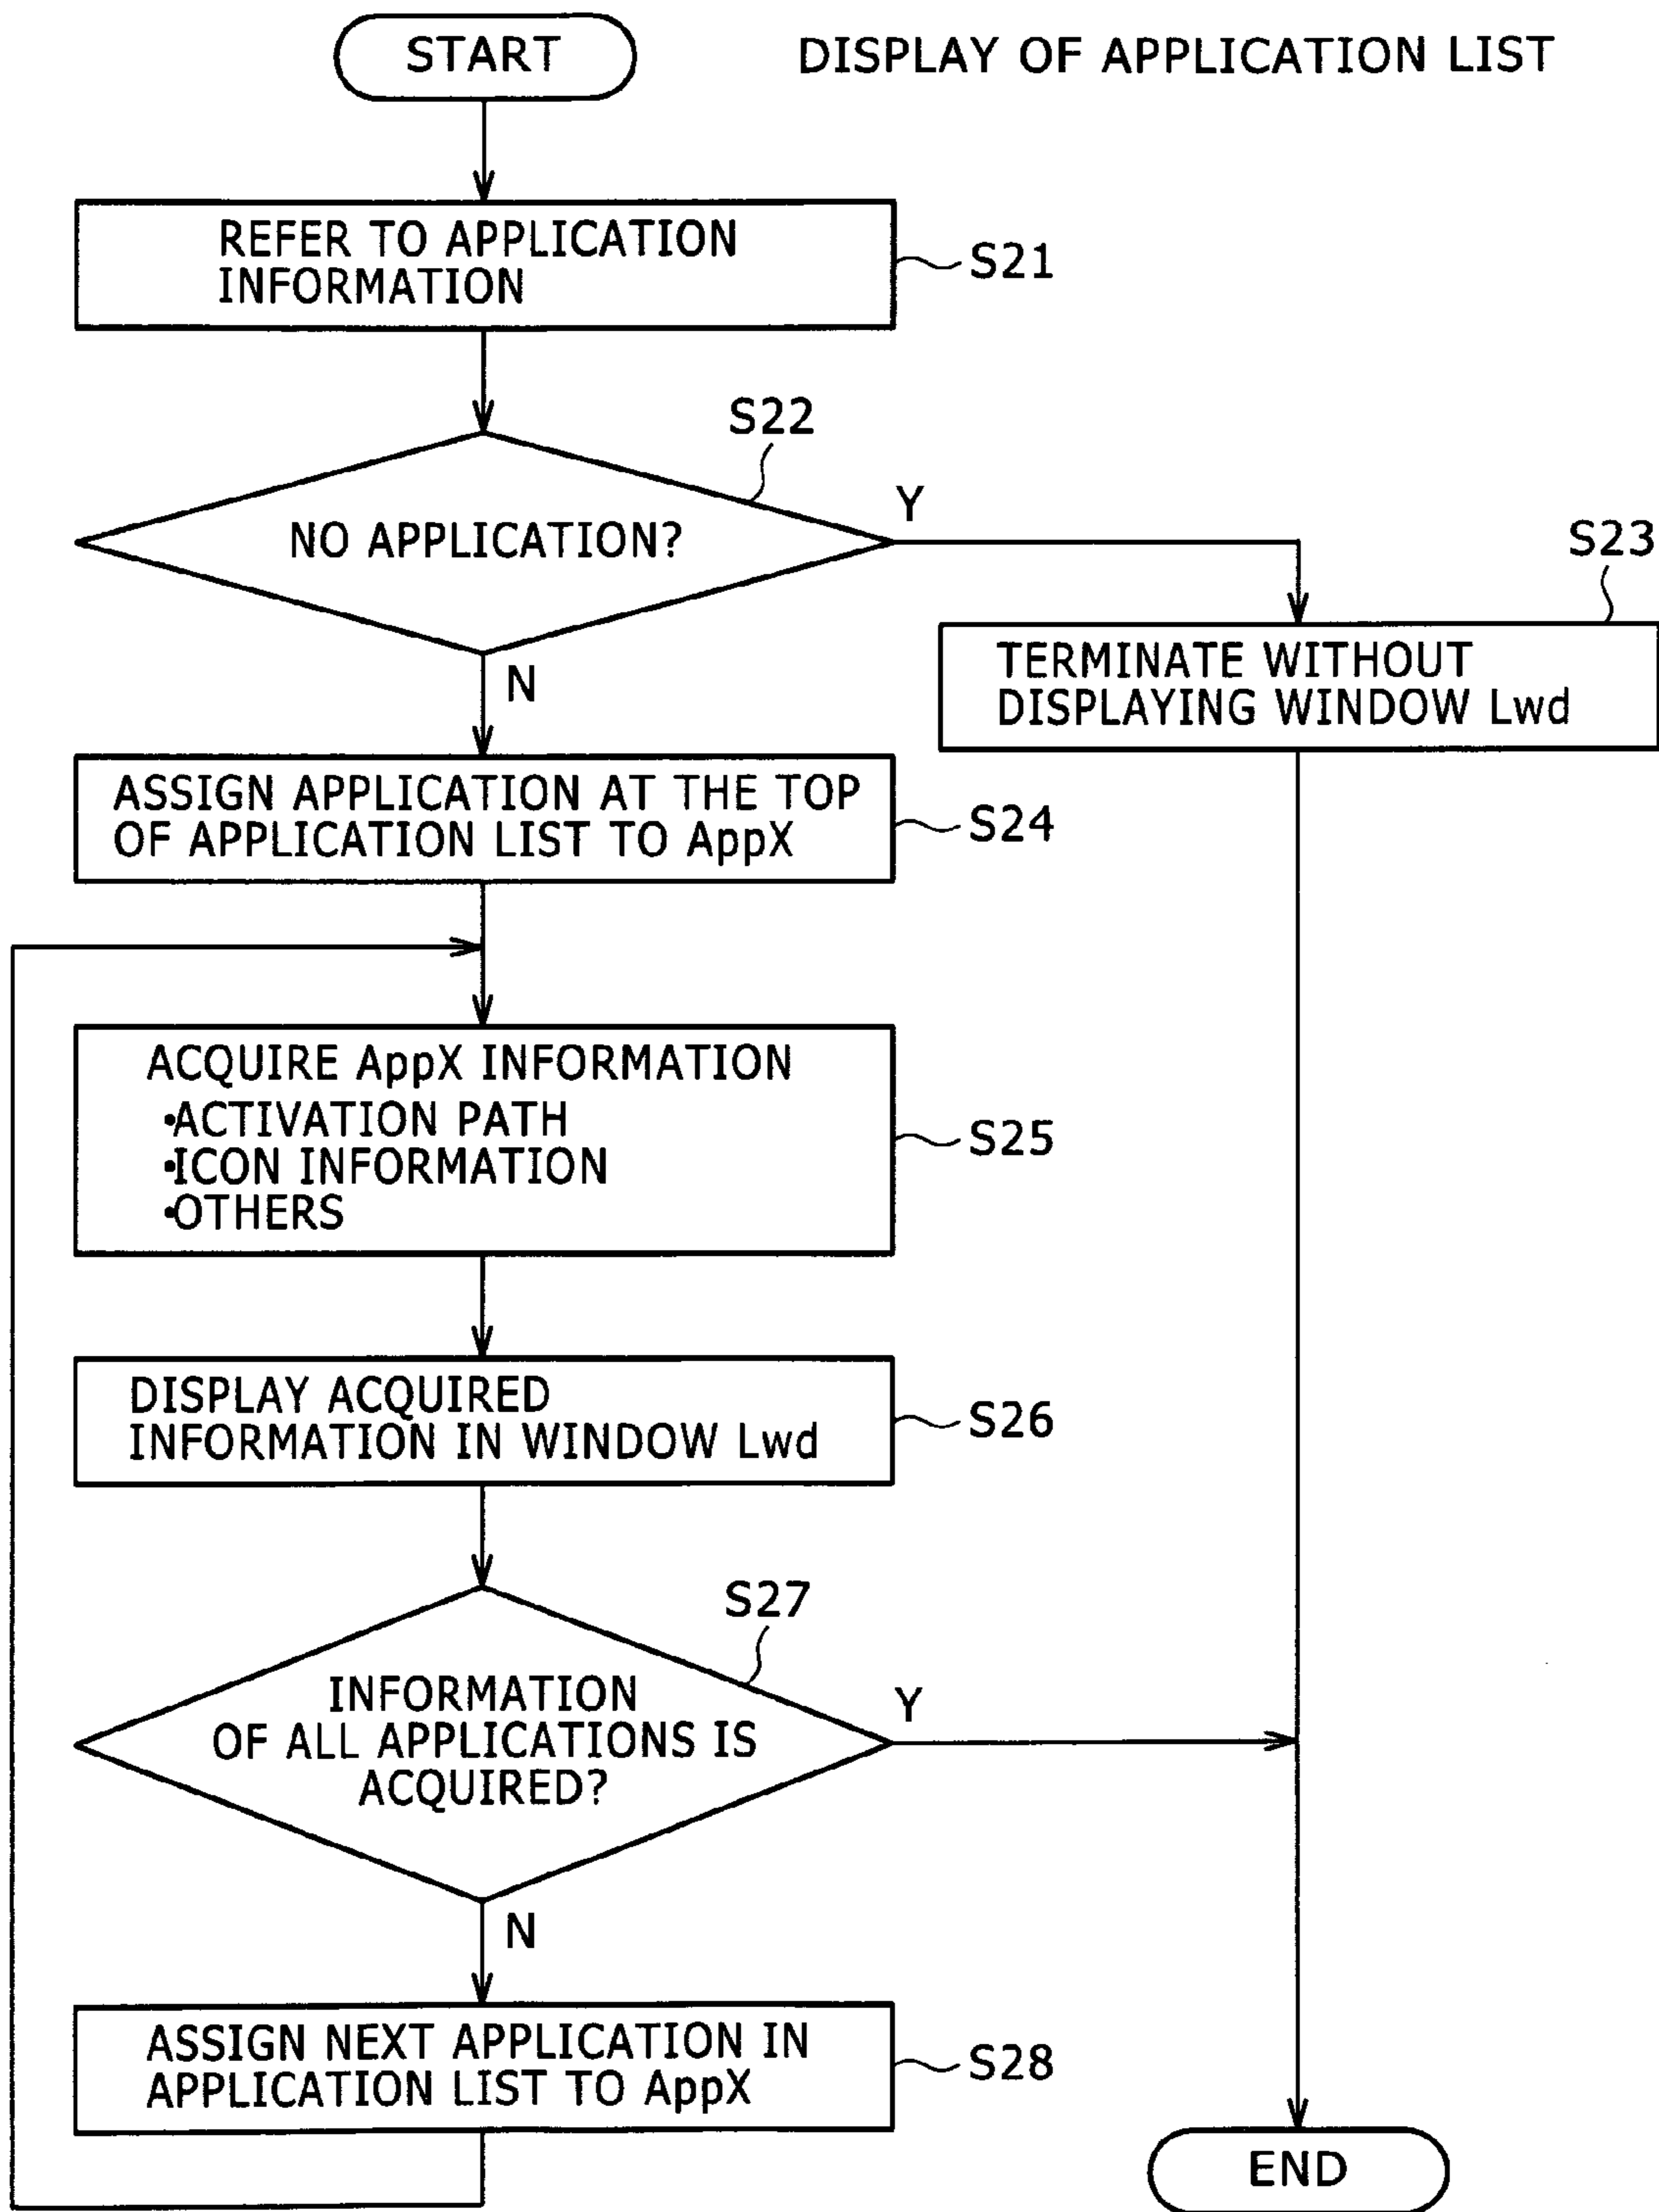 START
DISPLAY OF APPLICATION LIST
REFER TO APPLICATION
INFORMATION
S21
S22
NO APPLICATION?
Y
S23
TERMINATE WITHOUT
DISPLAYING WINDOW Lwd
N
ASSIGN APPLICATION AT THE TOP
OF APPLICATION LIST TO AppX
S24
ACQUIRE AppX INFORMATION
•ACTIVATION PATH
•ICON INFORMATION
•OTHERS
S25
DISPLAY ACQUIRED
INFORMATION IN WINDOW Lwd
S26
S27
INFORMATION
OF ALL APPLICATIONS IS
ACQUIRED?
Y
N
ASSIGN NEXT APPLICATION IN
APPLICATION LIST TO AppX
S28
END